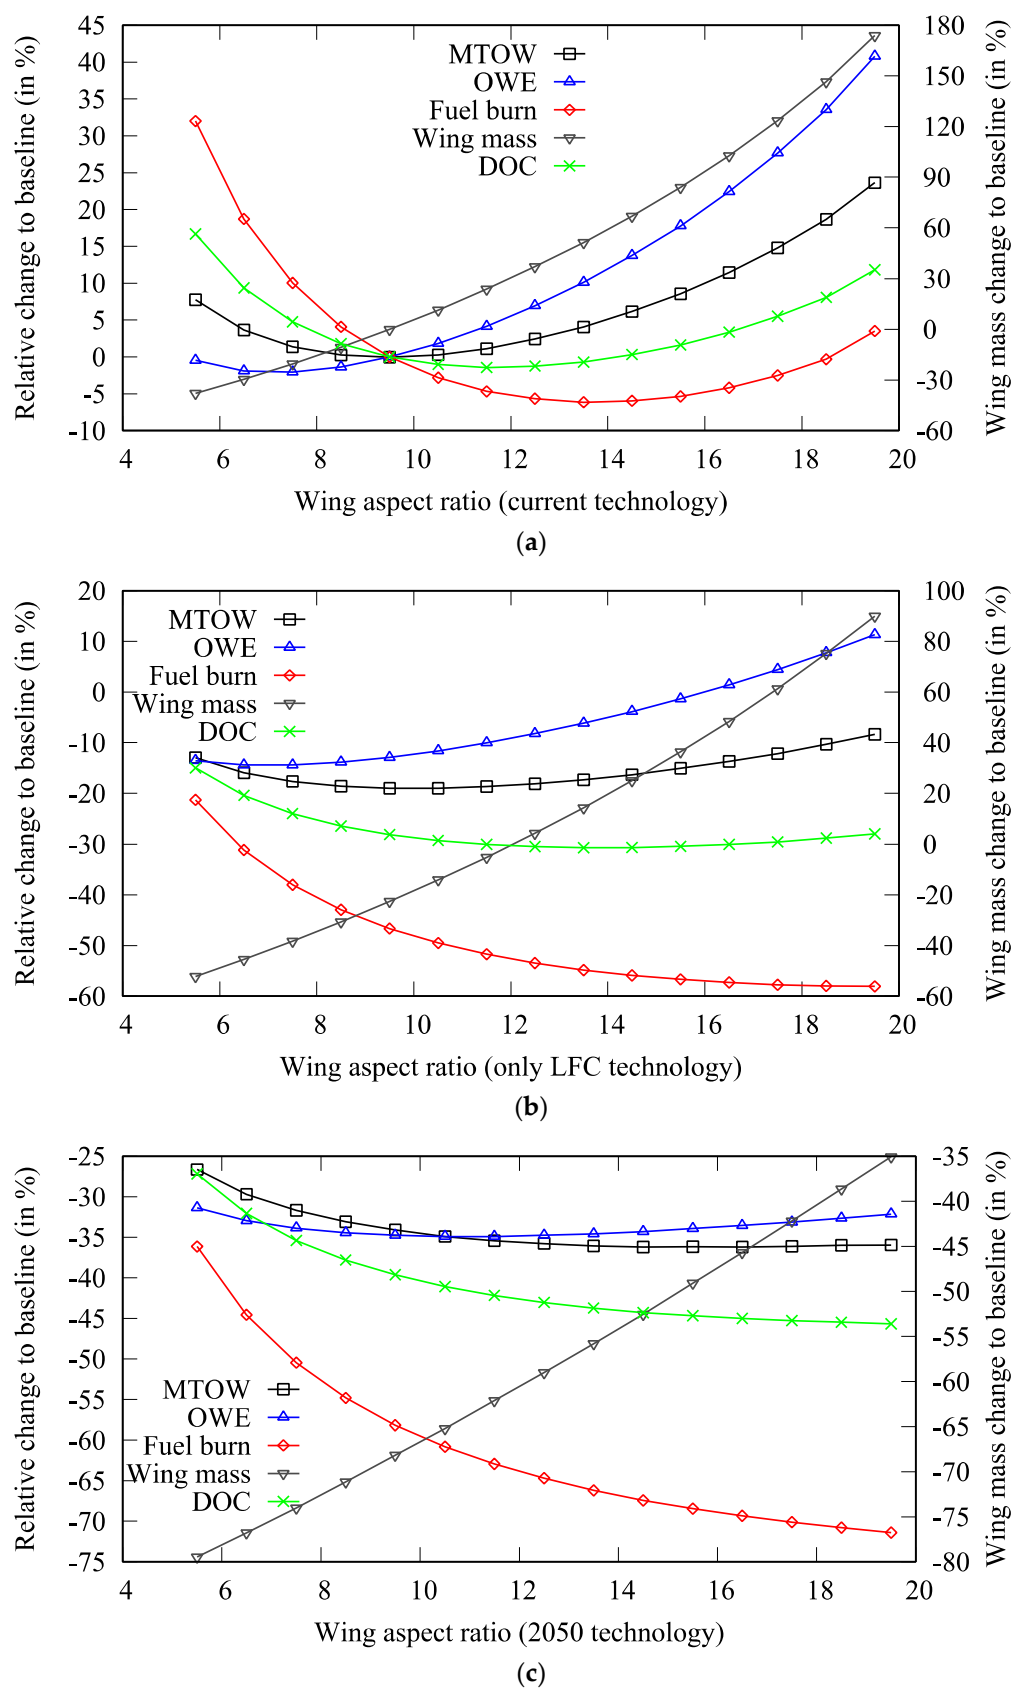 Relative change to baseline (in %)
45
40
35
30
25
20
15
10
5
0
-5
-10
MTOW
OWE
Fuel burn
Wing mass
DOC
180
150
120
90
60
30
0
-30
-60
Wing mass change to baseline (in %)
4 6 8 10 12 14 16 18 20
Wing aspect ratio (current technology)
(a)
Relative change to baseline (in %)
20
10
0
-10
-20
-30
-40
-50
-60
MTOW
OWE
Fuel burn
Wing mass
DOC
100
80
60
40
20
0
-20
-40
-60
Wing mass change to baseline (in %)
4 6 8 10 12 14 16 18 20
Wing aspect ratio (only LFC technology)
(b)
Relative change to baseline (in %)
-25
-30
-35
-40
-45
-50
-55
-60
-65
-70
-75
MTOW
OWE
Fuel burn
Wing mass
DOC
-35
-40
-45
-50
-55
-60
-65
-70
-75
-80
Wing mass change to baseline (in %)
4 6 8 10 12 14 16 18 20
Wing aspect ratio (2050 technology)
(c)